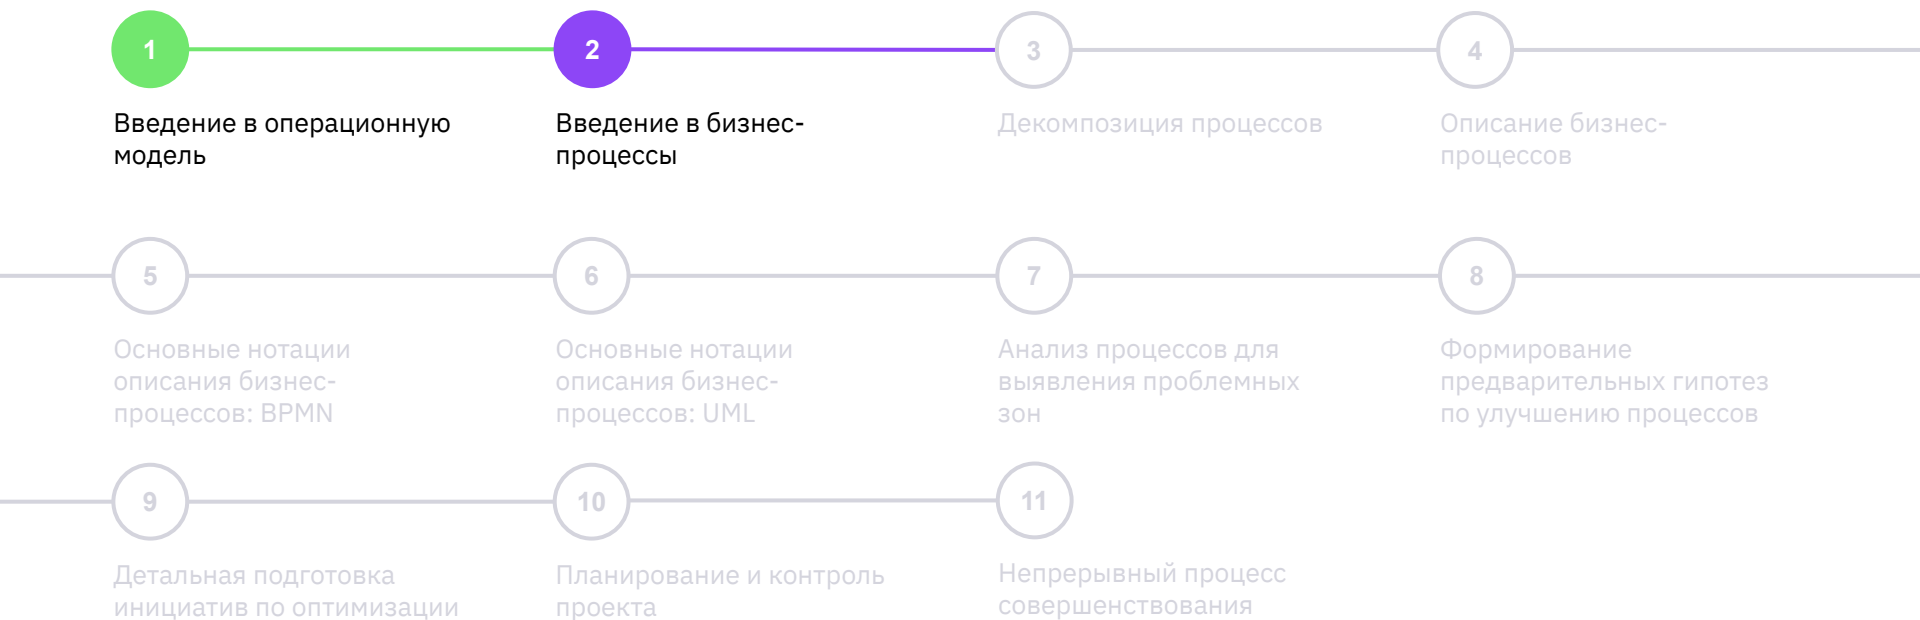 1
2
3
4
Введение в операционную
модель
Введение в бизнес-
процессы
Декомпозиция процессов
Описание бизнес-
процессов
5
6
7
8
Основные нотации
описания бизнес-
процессов: BPMN
Основные нотации
описания бизнес-
процессов: UML
Анализ процессов для
выявления проблемных
зон
Формирование
предварительных гипотез
по улучшению процессов
9
10
11
Детальная подготовка
инициатив по оптимизации
Планирование и контроль
проекта
Непрерывный процесс
совершенствования